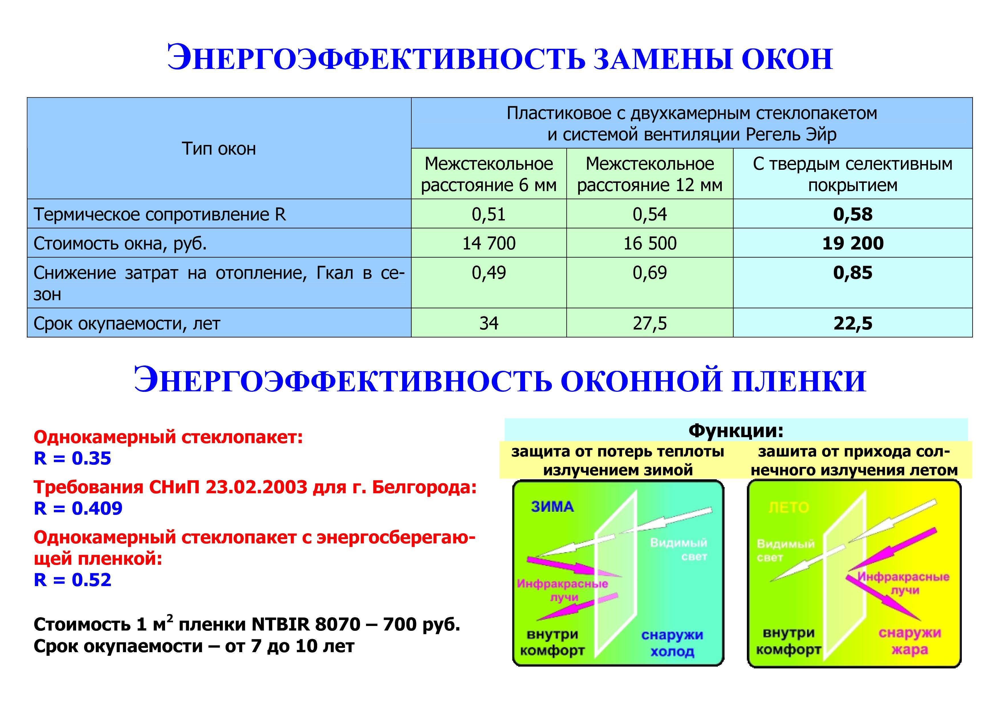 Энергоэффективность замены окон
Тип окон
Пластиковое с двухкамерным стеклопакетом
и системой вентиляции Регель Эйр
Межстекольное
расстояние 6 мм
Межстекольное
расстояние 12 мм
С твердым селективным
покрытием
Термическое сопротивление R 0,51 0,54 0,58
Стоимость окна, руб. 14 700 16 500 19 200
Снижение затрат на отопление, Гкал в се-
зон
0,49 0,69 0,85
Срок окупаемости, лет 34 27,5 22,5
Энергоэффективность оконной пленки
Однокамерный стеклопакет:
R = 0.35
Требования СНиП 23.02.2003 для г. Белгорода:
R = 0.409
Однокамерный стеклопакет с энергосберегаю-
щей пленкой:
R = 0.52
Стоимость 1 м² пленки NTBIR 8070 – 700 руб.
Срок окупаемости – от 7 до 10 лет
Функции:
защита от потерь теплоты
излучением зимой
зашита от прихода сол-
нечного излучения летом
ЗИМА
Видимый
свет
Инфракрасные
лучи
внутри
комфорт
снаружи
холод
ЛЕТО
Видимый
свет
Инфракрасные
лучи
внутри
комфорт
снаружи
жара